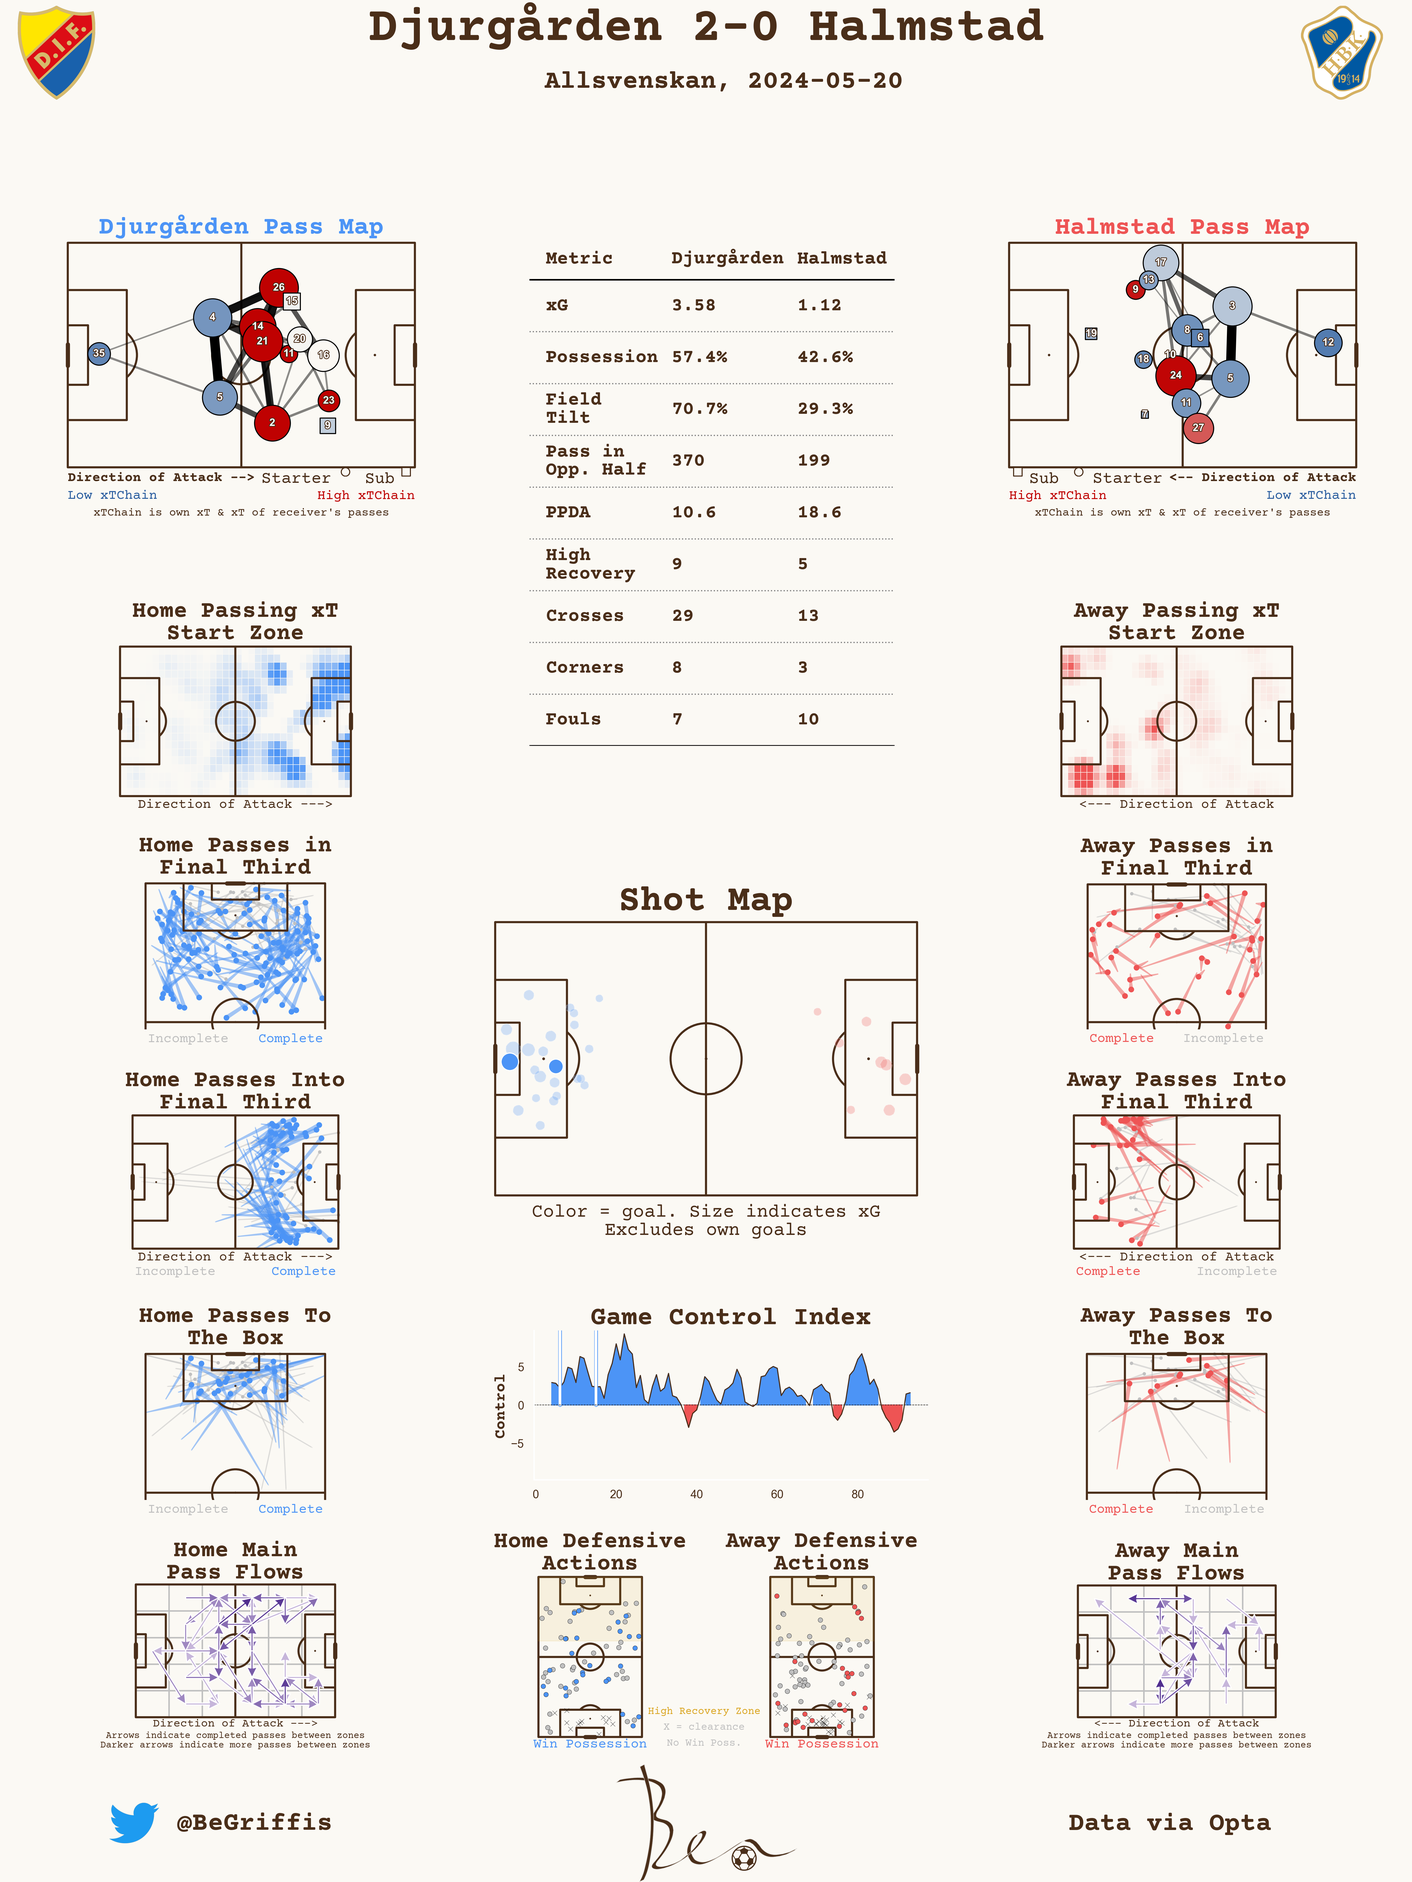 Djurgården 2-0 Halmstad
Allsvenskan, 2024-05-20
D.I.F.
H.B.K.
19 14
Djurgården Pass Map
26
15
4
14
21
20
11
16
35
5
23
2
9
Direction of Attack --> Starter Sub
Low xTChain High xTChain
xTChain is own xT & xT of receiver's passes
Metric Djurgården Halmstad
xG 3.58 1.12
Possession 57.4% 42.6%
Field
Tilt 70.7% 29.3%
Pass in
Opp. Half 370 199
PPDA 10.6 18.6
High
Recovery 9 5
Crosses 29 13
Corners 8 3
Fouls 7 10
Halmstad Pass Map
17
13
9
3
19
8
6
12
10
18
24
5
11
7
27
Sub Starter <-- Direction of Attack
High xTChain Low xTChain
xTChain is own xT & xT of receiver's passes
Home Passing xT
Start Zone
Direction of Attack --->
Away Passing xT
Start Zone
<--- Direction of Attack
Home Passes in
Final Third
Incomplete Complete
Away Passes in
Final Third
Complete Incomplete
Shot Map
Color = goal. Size indicates xG
Excludes own goals
Home Passes Into
Final Third
Direction of Attack --->
Incomplete Complete
Away Passes Into
Final Third
<--- Direction of Attack
Complete Incomplete
Home Passes To
The Box
Incomplete Complete
Game Control Index
Control
5
0
−5
0 20 40 60 80
Away Passes To
The Box
Complete Incomplete
Home Main
Pass Flows
Direction of Attack --->
Arrows indicate completed passes between zones
Darker arrows indicate more passes between zones
Home Defensive
Actions
Win Possession
High Recovery Zone
X = clearance
No Win Poss.
Away Defensive
Actions
Win Possession
Away Main
Pass Flows
<--- Direction of Attack
Arrows indicate completed passes between zones
Darker arrows indicate more passes between zones
@BeGriffis
Ben
Data via Opta